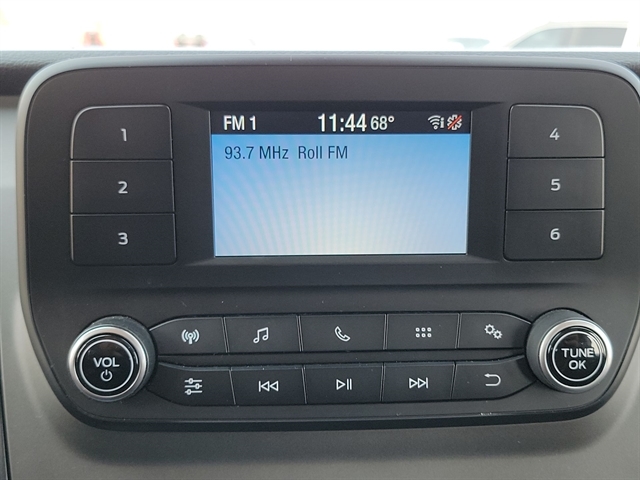 FM 1 11:44 68°
93.7 MHz Roll FM
1
2
3
4
5
6
VOL
TUNE
OK